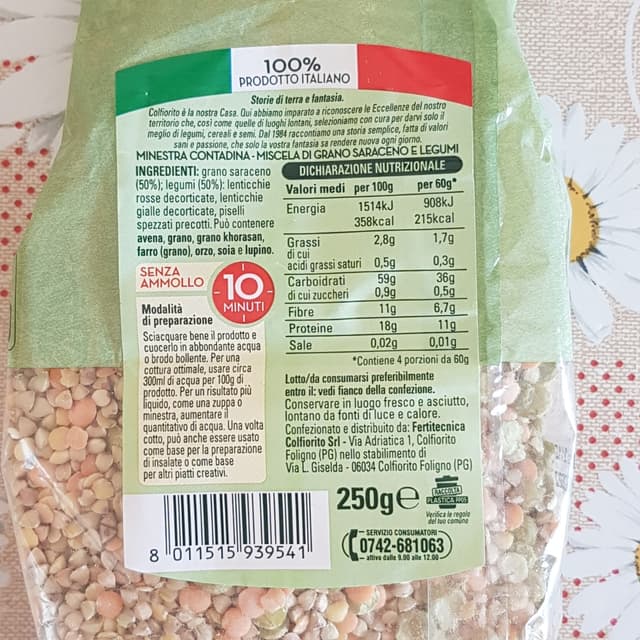 100%
PRODOTTO ITALIANO
Storie di terra e fantasia.
Colfiorito è la nostra Casa. Qui abbiamo imparato a riconoscere le Eccellenze del nostro
territorio che, così come quelle di luoghi lontani, selezioniamo con cura per darvi solo il
meglio di legumi, cereali e semi. Dal 1984 raccontiamo una storia semplice, fatta di valori
sani e passione, che solo la vostra fantasia sa rendere nuova ogni giorno.
MINESTRA CONTADINA - MISCELA DI GRANO SARACENO E LEGUMI
INGREDIENTI: grano saraceno
(50%); legumi (50%): lenticchie
rosse decorticate, lenticchie
gialle decorticate, piselli
spezzati precotti. Può contenere
avena, grano, grano khorasan,
farro (grano), orzo, soia e lupino.
SENZA
AMMOLLO
10
MINUTI
Modalità
di preparazione
Sciacquare bene il prodotto e
cuocerlo in abbondante acqua
o brodo bollente. Per una
cottura ottimale, usare circa
300ml di acqua per 100g di
prodotto. Per un risultato più
liquido, come una zuppa o
minestra, aumentare il
quantitativo di acqua. Una volta
cotto, può anche essere usato
come base per la preparazione
di insalate o come base
per altri piatti creativi.
DICHIARAZIONE NUTRIZIONALE
Valori medi per 100g per 60g*
Energia 1514kJ 908kJ
358kcal 215kcal
Grassi 2,8g 1,7g
di cui
acidi grassi saturi 0,5g 0,3g
Carboidrati 59g 36g
di cui zuccheri 0,9g 0,5g
Fibre 11g 6,7g
Proteine 18g 11g
Sale 0,02g 0,01g
*Contiene 4 porzioni da 60g
Lotto/da consumarsi preferibilmente
entro il: vedi fianco della confezione.
Conservare in luogo fresco e asciutto,
lontano da fonti di luce e calore.
Confezionato e distribuito da: Fertitecnica
Colfiorito Srl - Via Adriatica 1, Colfiorito
Foligno (PG) nello stabilimento di
Via L. Giselda - 06034 Colfiorito Foligno (PG)
250g e
RACCOLTA
PLASTICA
Verifica le regole
del tuo comune
SERVIZIO CONSUMATORI
0742-681063
attivo dalle 9.00 alle 12.00
8 011515 939541